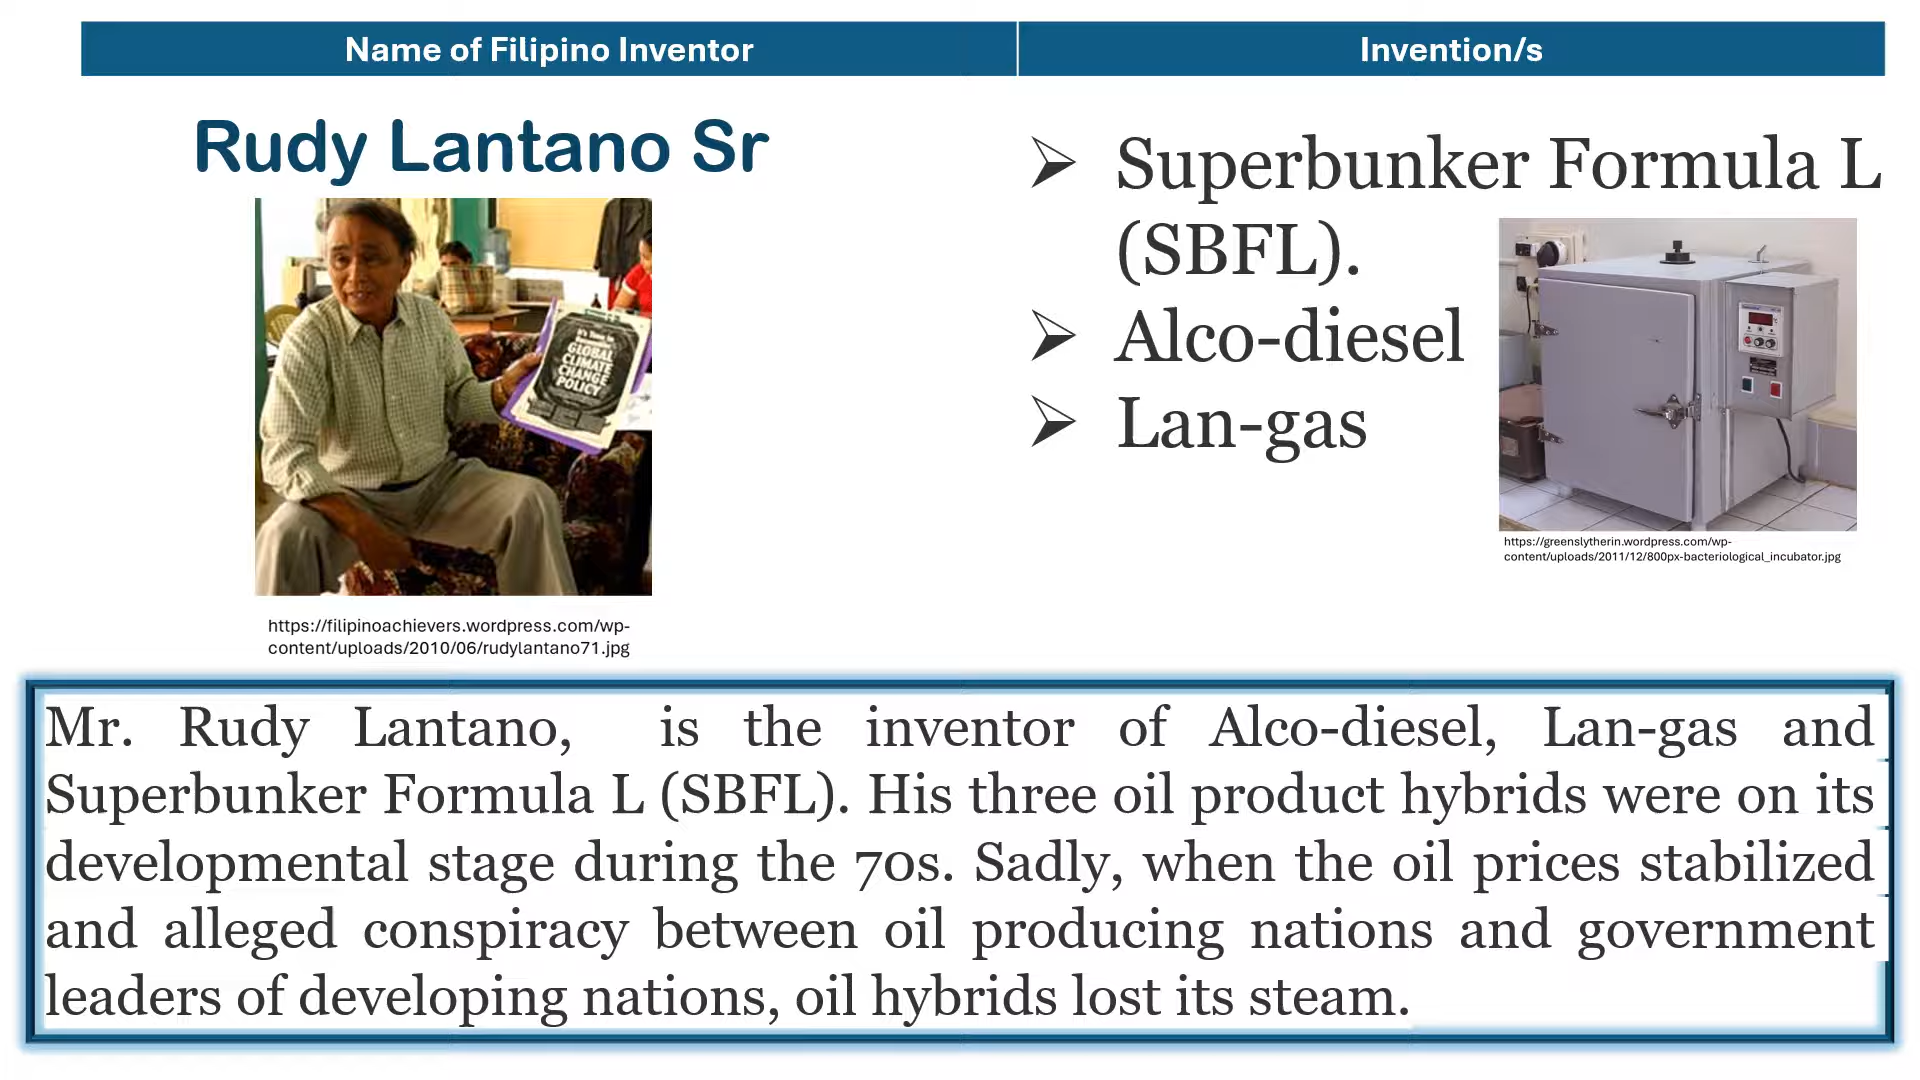 Name of Filipino Inventor
Invention/s
Rudy Lantano Sr
➢ Superbunker Formula L
(SBFL).
➢ Alco-diesel
➢ Lan-gas
GLOBAL
CLIMATE
CHANGE
POLICY
https://greenslytherin.wordpress.com/wp-
content/uploads/2011/12/800px-bacteriological_incubator.jpg
https://filipinoachievers.wordpress.com/wp-
content/uploads/2010/06/rudylantano71.jpg
Mr. Rudy Lantano, is the inventor of Alco-diesel, Lan-gas and
Superbunker Formula L (SBFL). His three oil product hybrids were on its
developmental stage during the 70s. Sadly, when the oil prices stabilized
and alleged conspiracy between oil producing nations and government
leaders of developing nations, oil hybrids lost its steam.